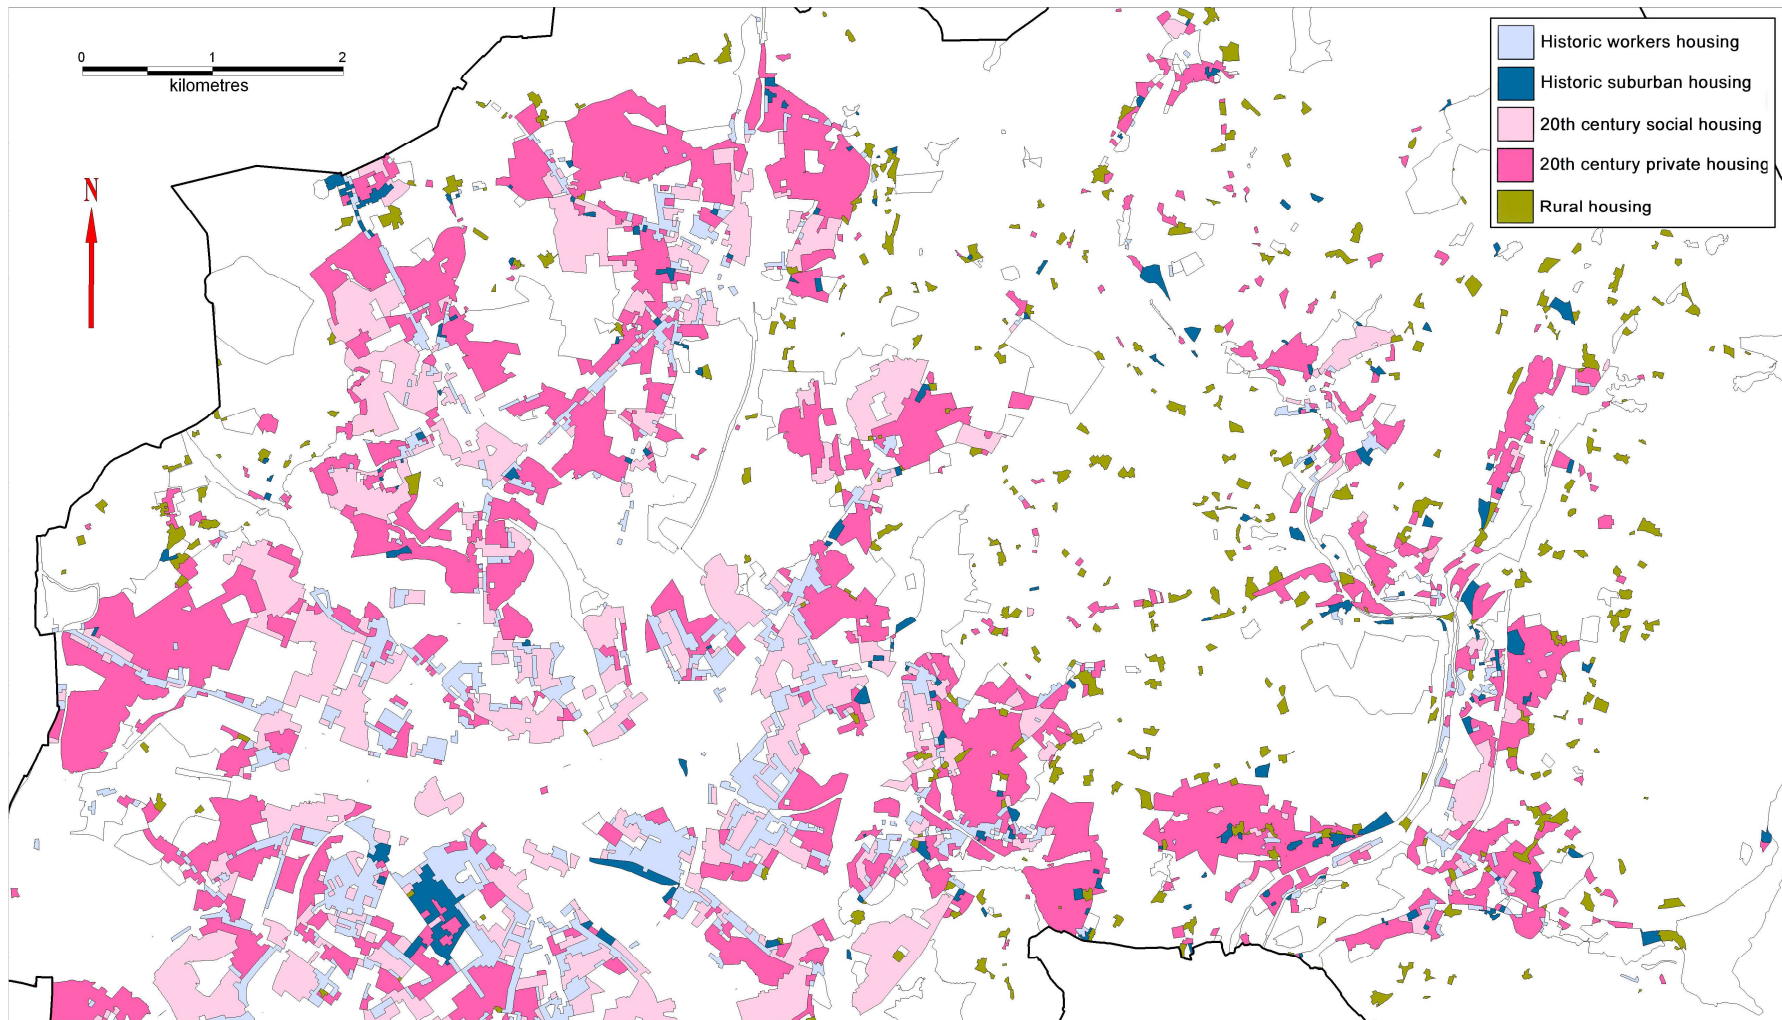 0 1 2
kilometres
N
Historic workers housing
Historic suburban housing
20th century social housing
20th century private housing
Rural housing